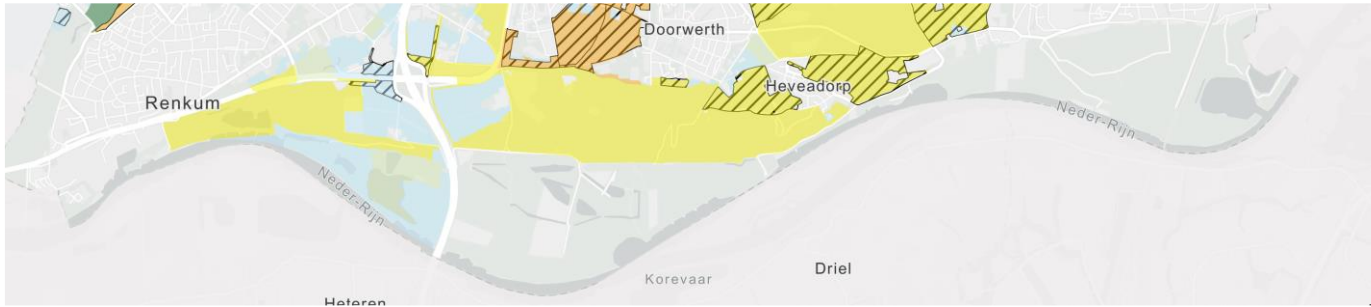 Doorwerth
Heveadorp
Renkum
Neder-Rijn
Neder-Rijn
Driel
Korevaar
Heteren